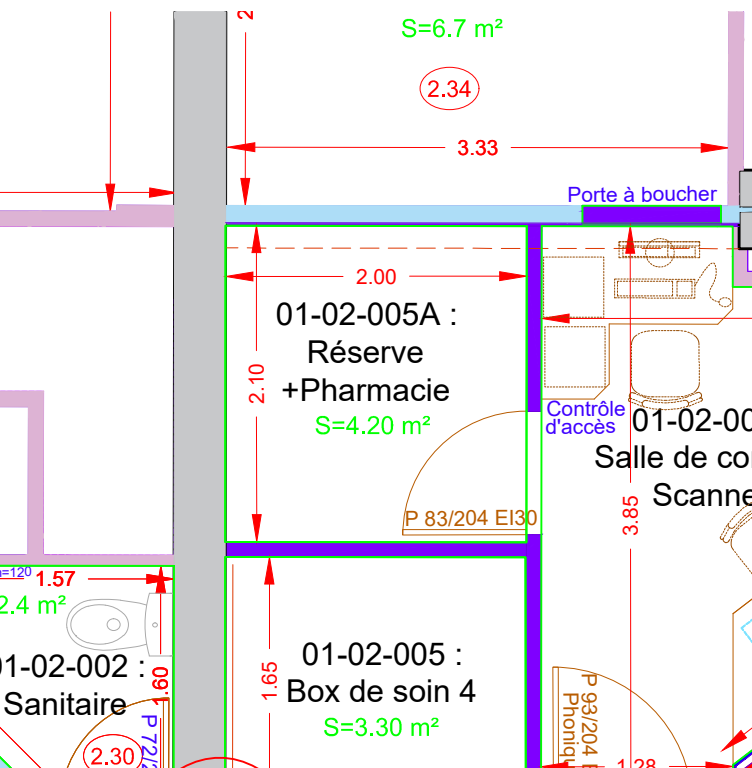 S=6.7 m²
2.34
3.33
Porte à boucher
2.00
01-02-005A :
Réserve
+Pharmacie
S=4.20 m²
2.10
Contrôle
d'accès
P 83/204 EI30
Salle de
3.85
=120
1.57
2.4 m²
01-02-002 :
Sanitaire
1.60
2.30
01-02-005 :
Box de soin 4
S=3.30 m²
1.65
P 93/204
1.28